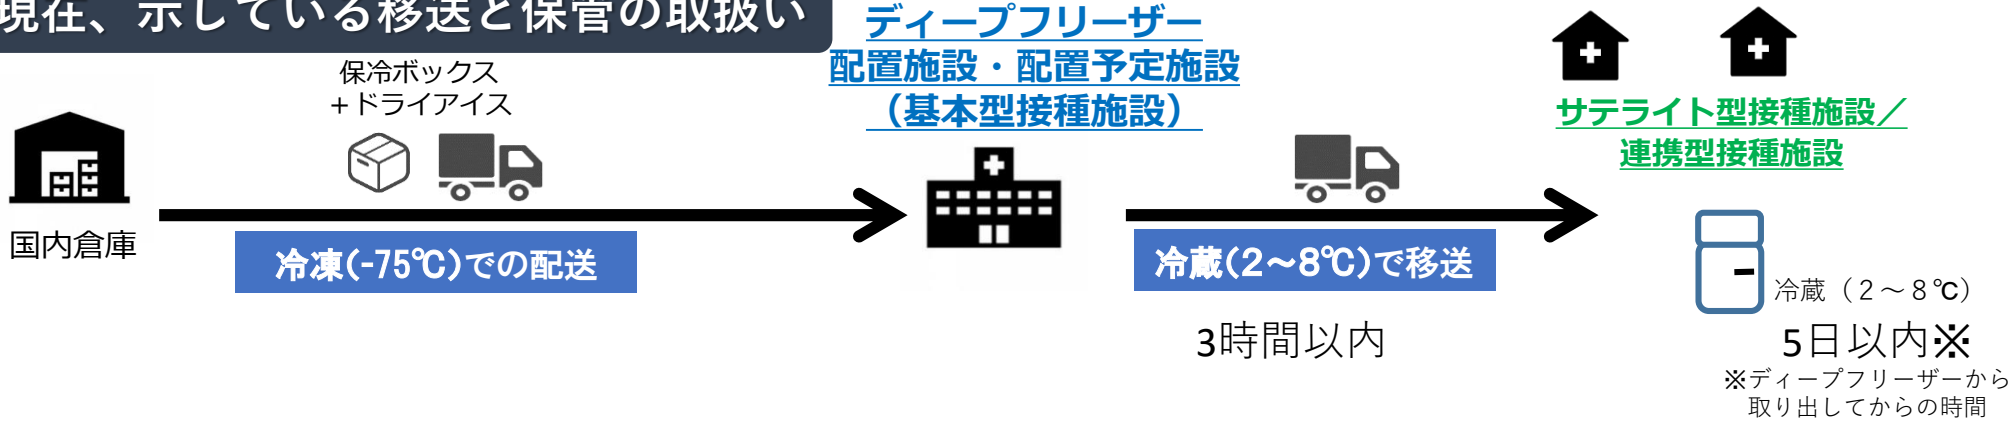 現在、示している移送と保管の取扱い
保冷ボックス
+ドライアイス
国内倉庫
冷凍(-75℃)での配送
ディープフリーザー
配置施設・配置予定施設
（基本型接種施設）
冷蔵(2～8℃)で移送
3時間以内
サテライト型接種施設／
連携型接種施設
冷蔵（２～８℃）
5日以内※
※ディープフリーザーから
取り出してからの時間